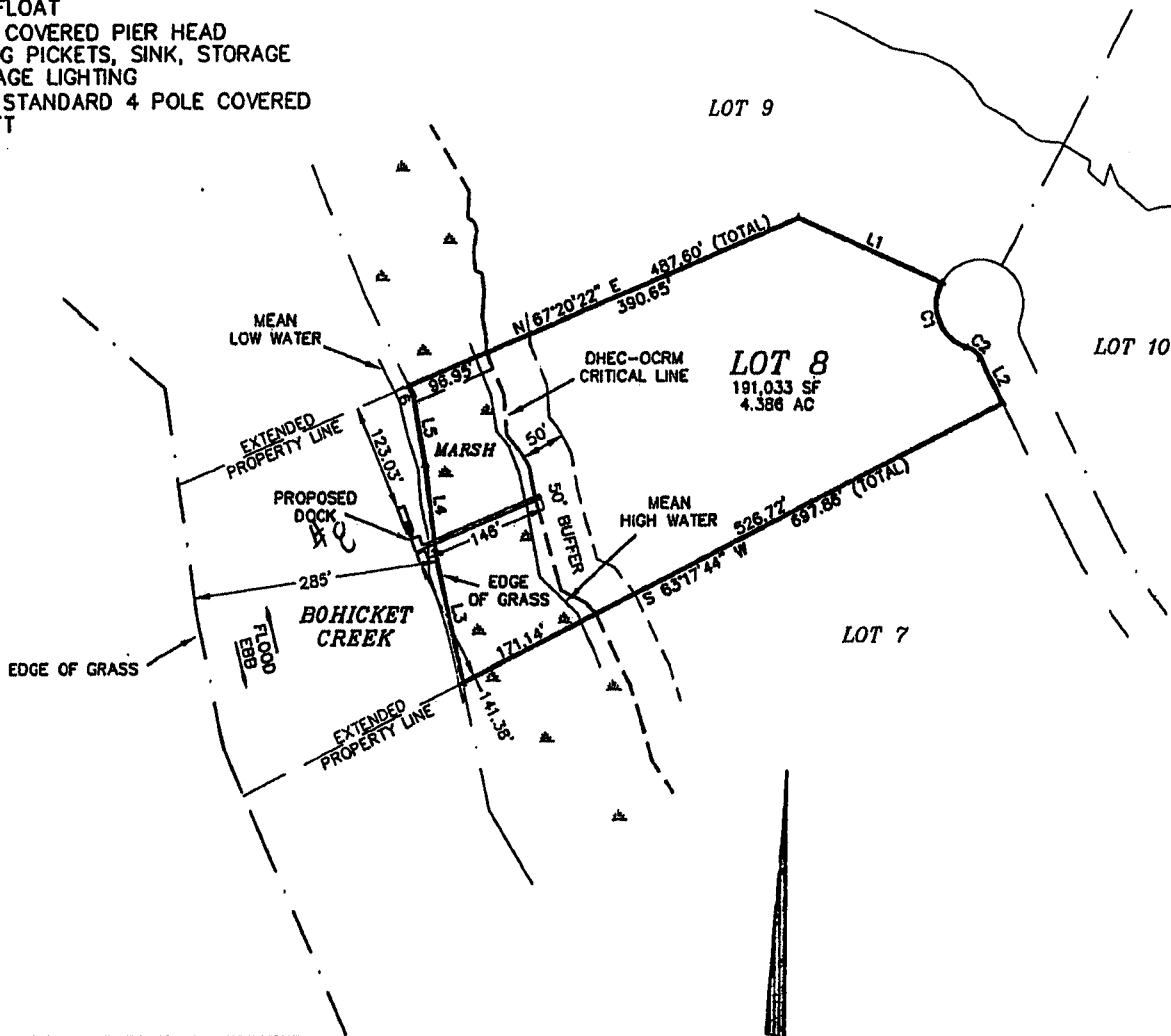 FLOAT
COVERED PIER HEAD
G PICKETS, SINK, STORAGE
AGE LIGHTING
STANDARD 4 POLE COVERED
FT
LOT 9
L1
487.60' (TOTAL)
N 67°20'22" E
390.65'
C1
C2
L2
LOT 10
MEAN
LOW WATER
DHEC-OCRM
CRITICAL LINE
LOT 8
191,033 SF
4.386 AC
96.95'
6
L5
EXTENDED
PROPERTY LINE
123.03'
MARSH
50'
PROPOSED
DOCK
L4
146'
50' BUFFER
MEAN
HIGH WATER
526.72'
697.86' (TOTAL)
S 63°17'44" W
285'
EDGE
OF GRASS
L3
BOHICKET
CREEK
FLOOD
EBB
171.14'
LOT 7
EDGE OF GRASS
141.38'
EXTENDED
PROPERTY LINE